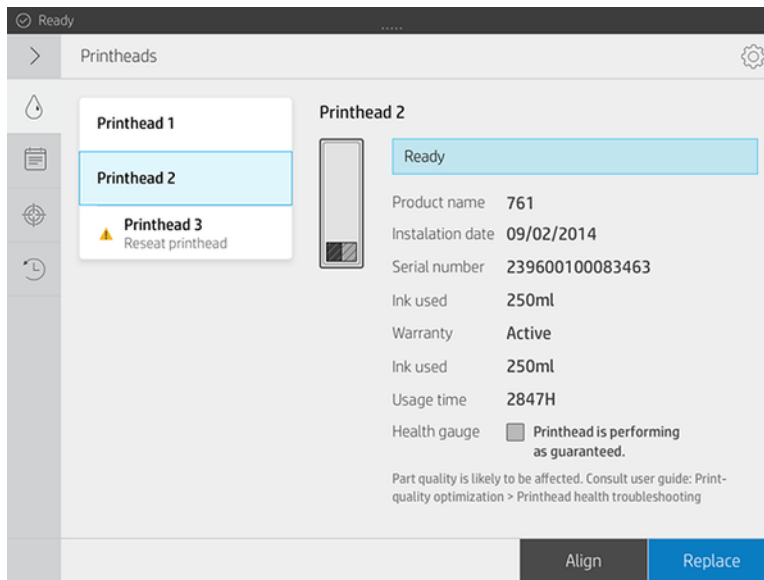 Ready
Printheads
Printhead 1
Printhead 2
Printhead 3
Reseat printhead
Printhead 2
Ready
Product name 761
Instalation date 09/02/2014
Serial number 239600100083463
Ink used 250ml
Warranty Active
Ink used 250ml
Usage time 2847H
Health gauge Printhead is performing
as guaranteed.
Part quality is likely to be affected. Consult user guide: Print-
quality optimization > Printhead health troubleshooting
Align Replace